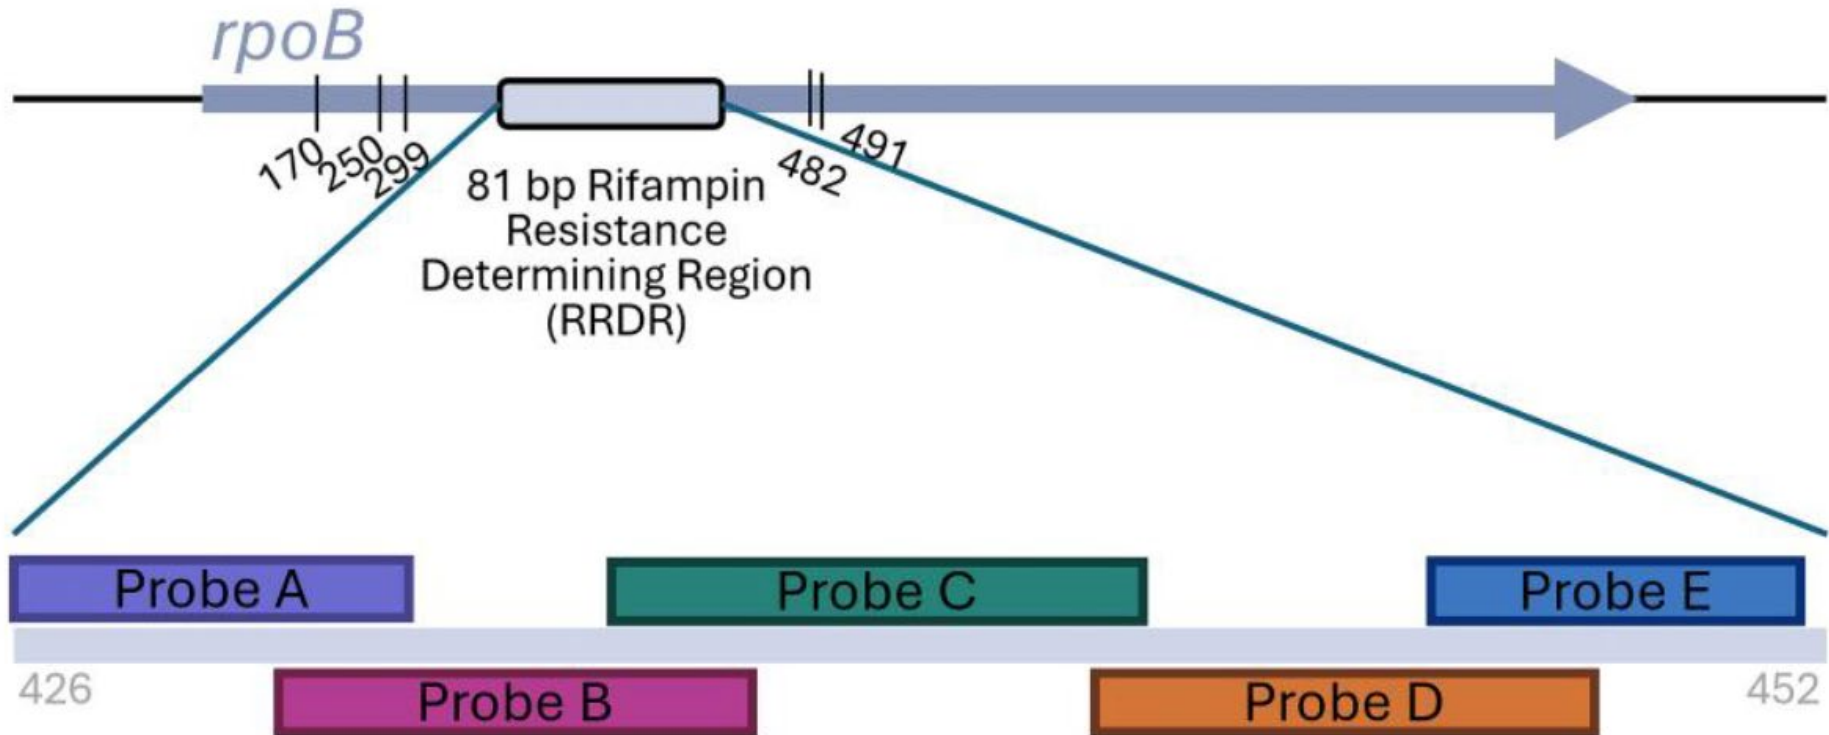 rpoB
170
250
299
482
491
81 bp Rifampin
Resistance
Determining Region
(RRDR)
Probe A
Probe C
Probe E
426
452
Probe B
Probe D